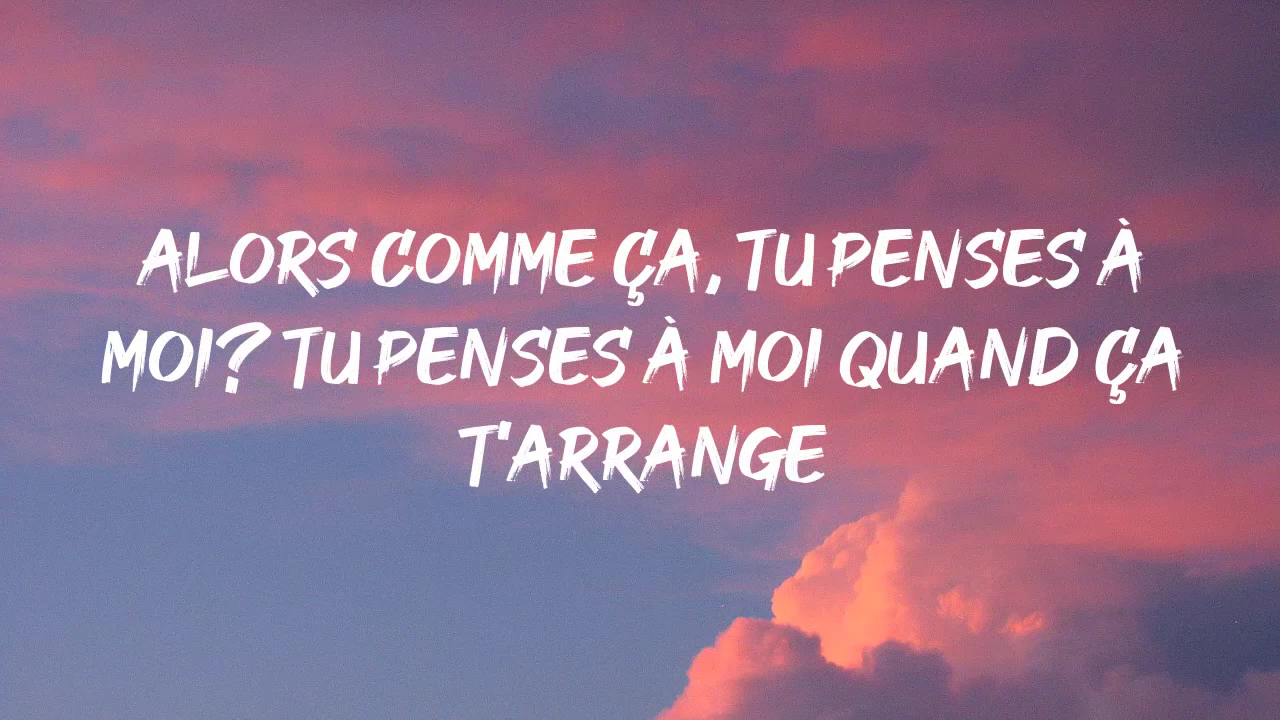 ALORS COMME ÇA, TU PENSES À
MOI? TU PENSES À MOI QUAND ÇA
T'ARRANGE